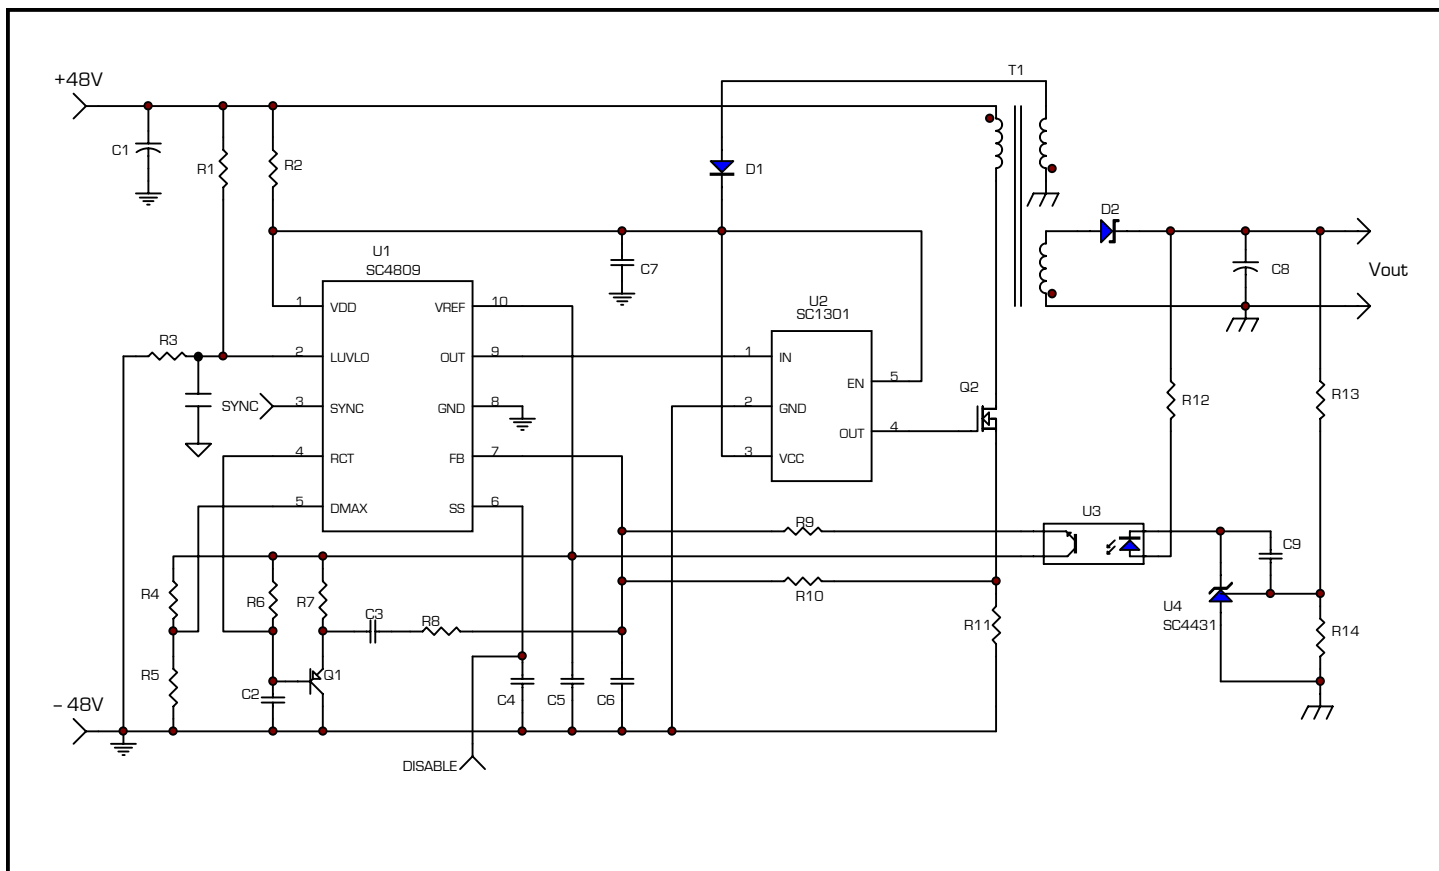 T1
+48V
C1
R1
R2
D1
D2
U1
SC4809
C7
C8
Vout
1
VDD
VREF
10
U2
SC1301
R3
2
LUVLO
OUT
9
1
IN
EN
5
Q2
SYNC
3
SYNC
GND
8
2
GND
R12
R13
OUT
4
4
RCT
FB
7
3
VCC
5
DMAX
SS
6
R9
U3
C9
R4
R6
R7
R10
C3
R8
U4
SC4431
R11
R14
R5
C2
Q1
C4
C5
C6
– 48V
DISABLE